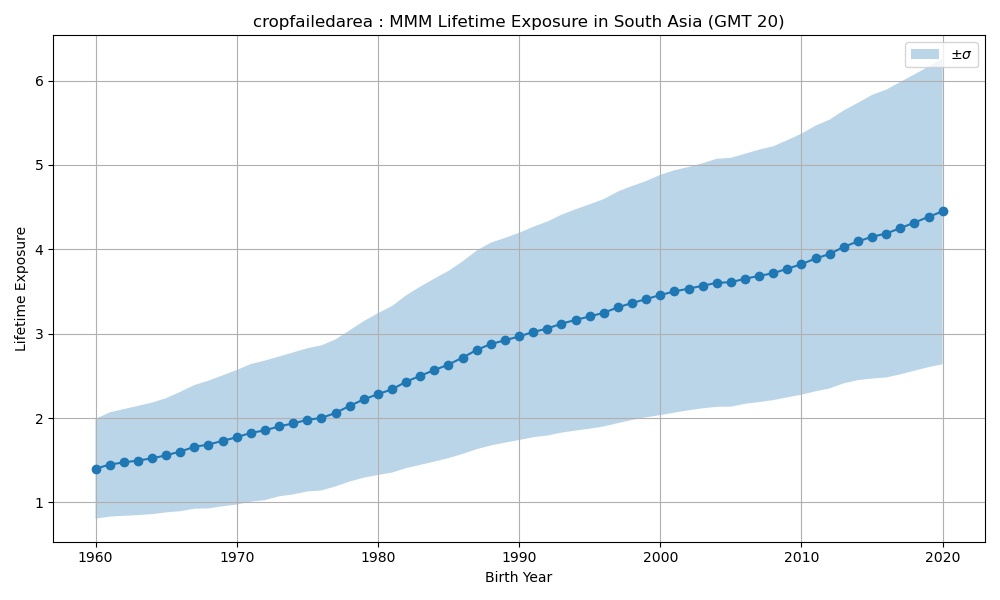 cropfailedarea : MMM Lifetime Exposure in South Asia (GMT 20)
±σ
Lifetime Exposure
6
5
4
3
2
1
1960 1970 1980 1990 2000 2010 2020
Birth Year